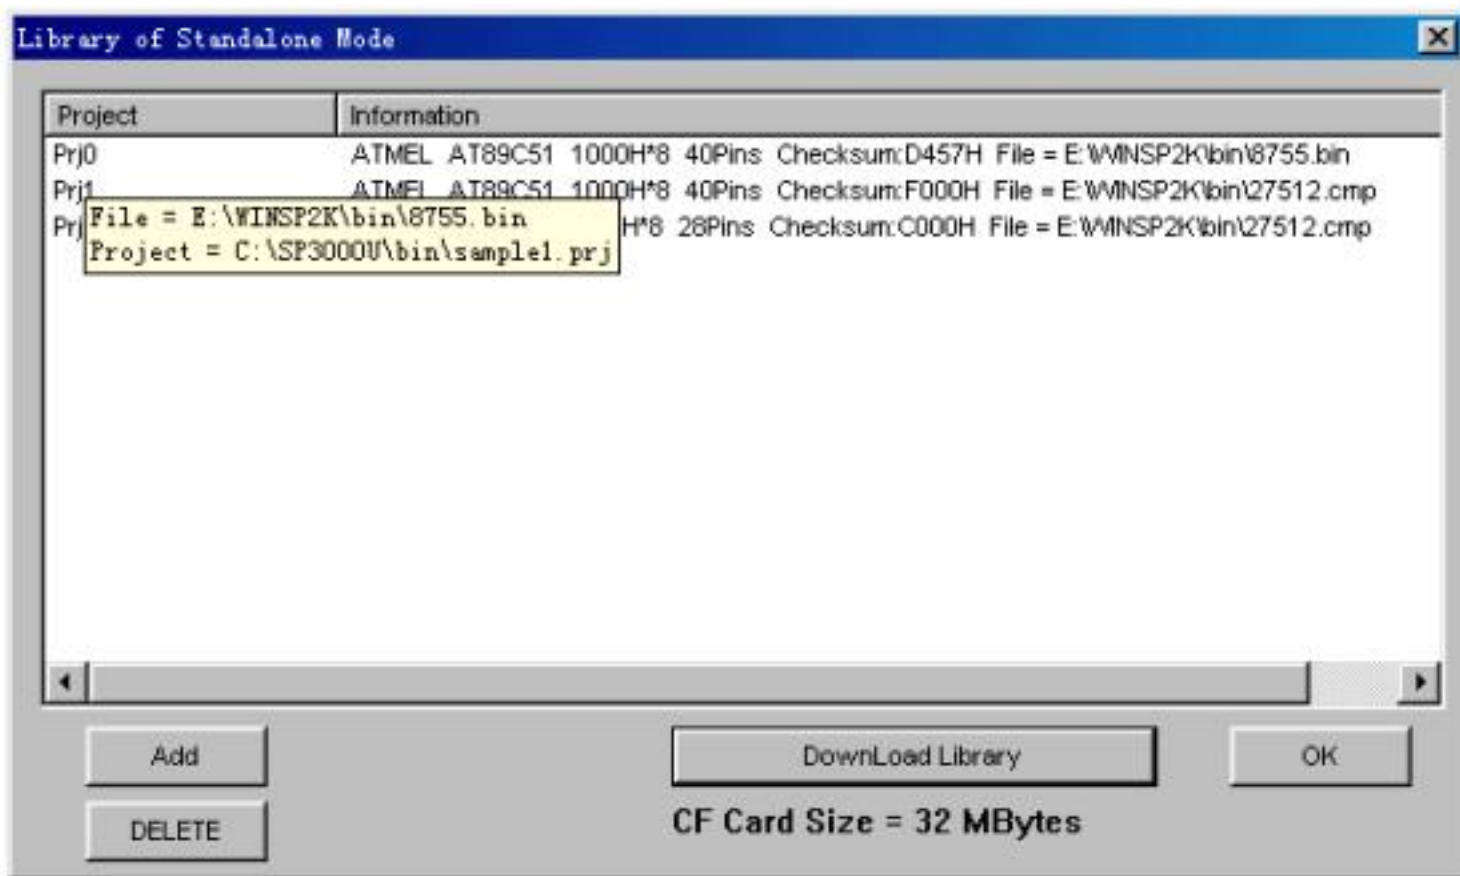 Library of Standalone Mode
Project Information
Prj0 ATMEL AT89C51 1000H*8 40Pins Checksum:D457H File = E:\WINSP2K\bin\8755.bin
Prj1 ATMEL AT89C51 1000H*8 40Pins Checksum:F000H File = E:\WINSP2K\bin\27512.cmp
Prj H*8 28Pins Checksum:C000H File = E:\WINSP2K\bin\27512.cmp
File = E:\WINSP2K\bin\8755.bin
Project = C:\SP3000U\bin\sample1.prj
Add DownLoad Library OK
DELETE CF Card Size = 32 MBytes